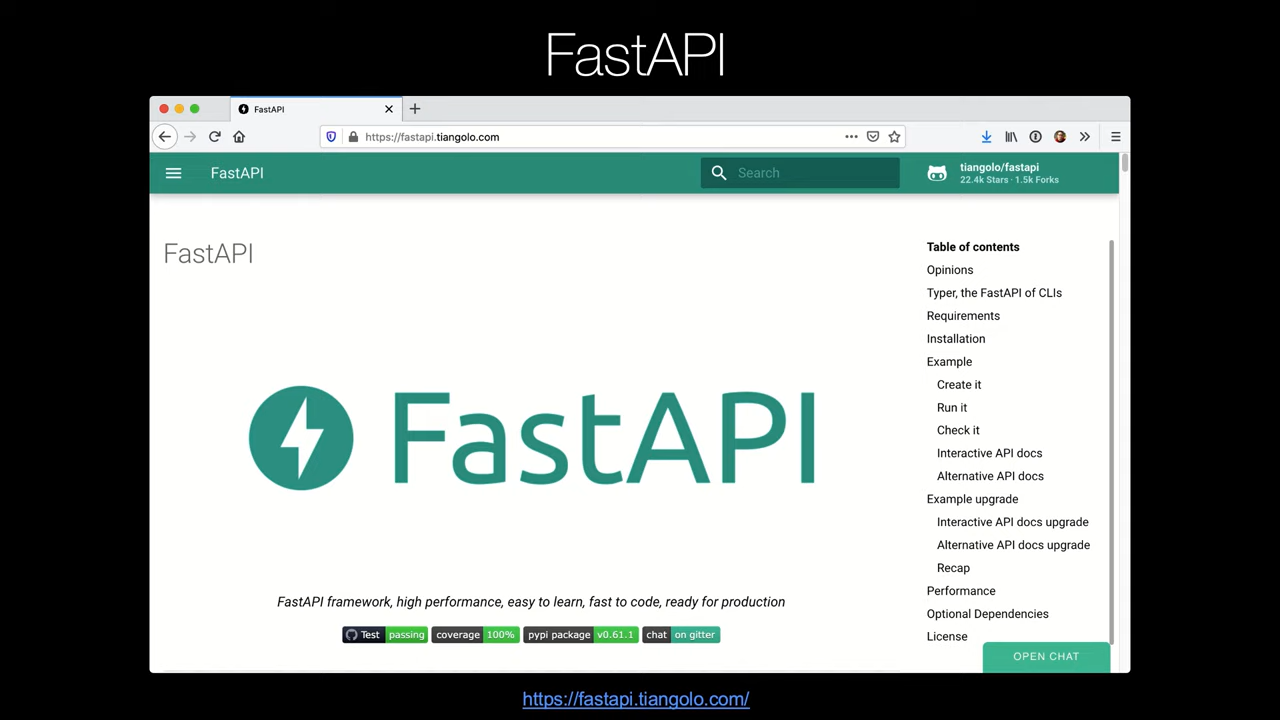 FastAPI
FastAPI
https://fastapi.tiangolo.com
FastAPI
Search
tiangolo/fastapi
22.4k Stars · 1.5k Forks
FastAPI
Table of contents
Opinions
Typer, the FastAPI of CLIs
Requirements
Installation
Example
Create it
Run it
Check it
Interactive API docs
Alternative API docs
Example upgrade
Interactive API docs upgrade
Alternative API docs upgrade
Recap
Performance
Optional Dependencies
License
FastAPI
FastAPI framework, high performance, easy to learn, fast to code, ready for production
Test passing coverage 100% pypi package v0.61.1 chat on gitter
OPEN CHAT
https://fastapi.tiangolo.com/